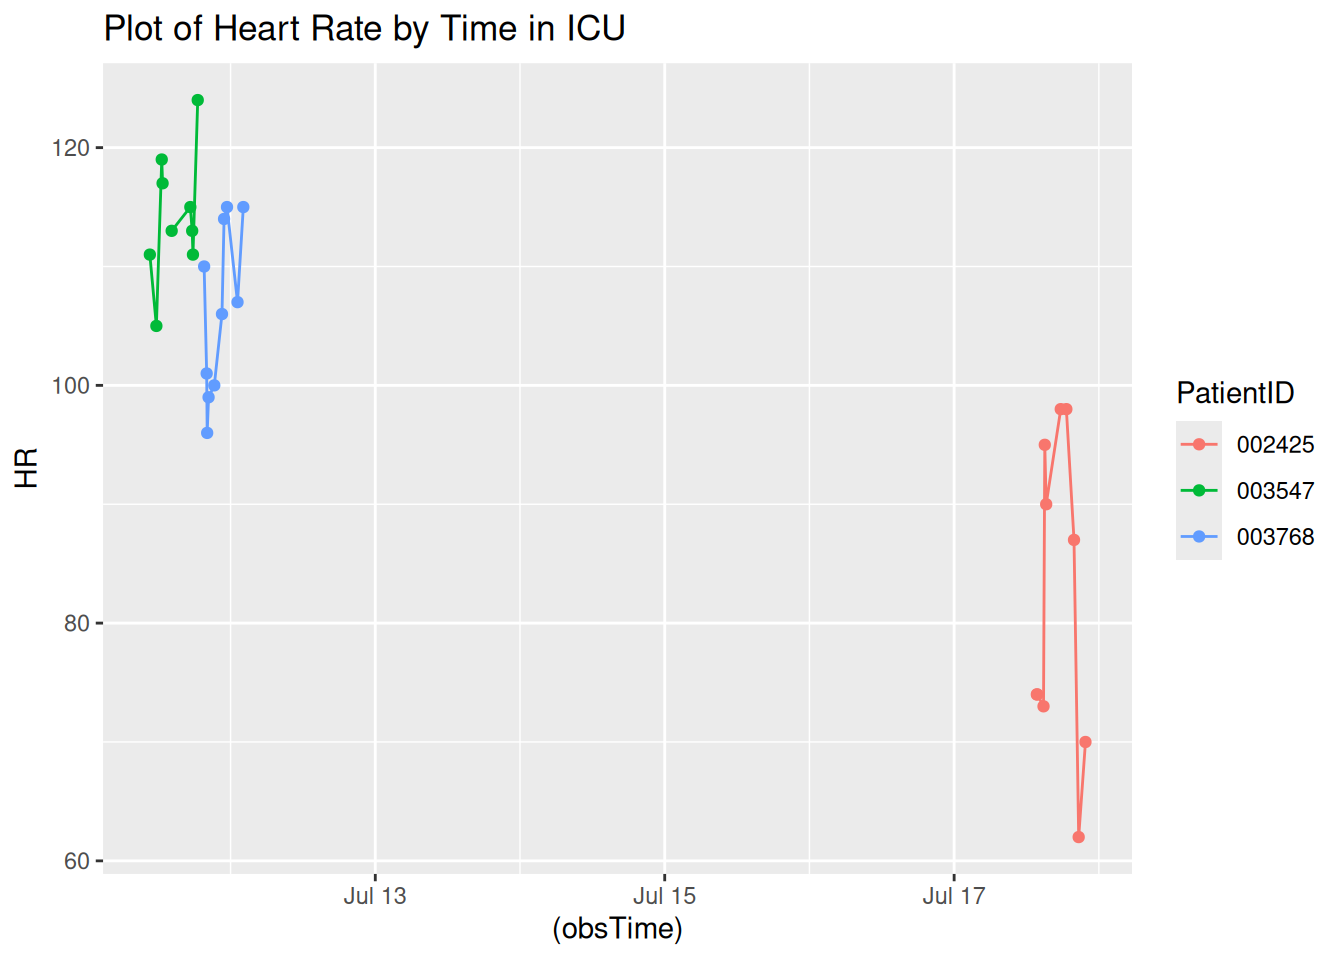 Plot of Heart Rate by Time in ICU
120
100
80
60
HR
Jul 13
Jul 15
Jul 17
(obsTime)
PatientID
002425
003547
003768